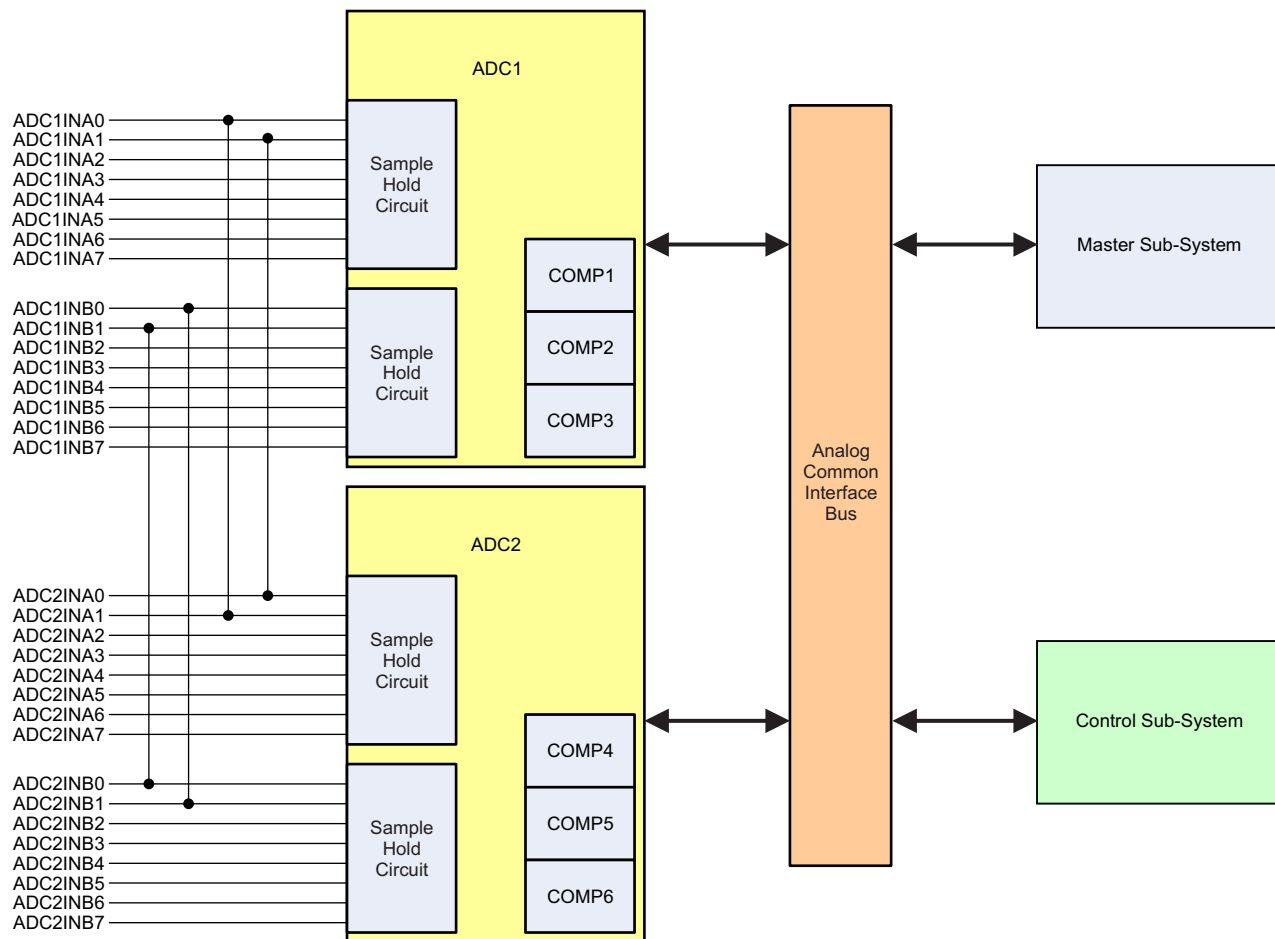 ADC1
ADC1INA0
ADC1INA1
ADC1INA2
ADC1INA3
ADC1INA4
ADC1INA5
ADC1INA6
ADC1INA7
Sample
Hold
Circuit
ADC1INB0
ADC1INB1
ADC1INB2
ADC1INB3
ADC1INB4
ADC1INB5
ADC1INB6
ADC1INB7
Sample
Hold
Circuit
COMP1
COMP2
COMP3
ADC2
ADC2INA0
ADC2INA1
ADC2INA2
ADC2INA3
ADC2INA4
ADC2INA5
ADC2INA6
ADC2INA7
Sample
Hold
Circuit
ADC2INB0
ADC2INB1
ADC2INB2
ADC2INB3
ADC2INB4
ADC2INB5
ADC2INB6
ADC2INB7
Sample
Hold
Circuit
COMP4
COMP5
COMP6
Analog
Common
Interface
Bus
Master Sub-System
Control Sub-System